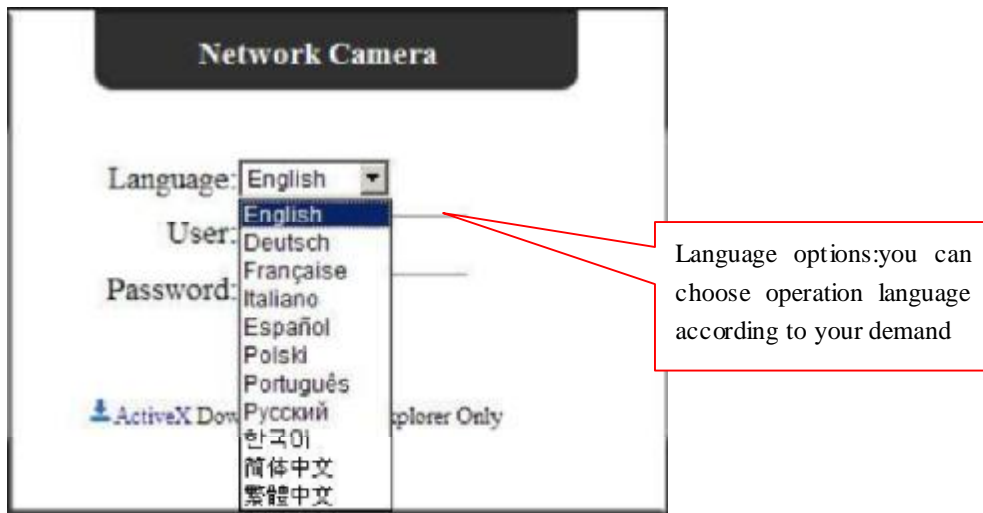 Network Camera
Language: English
English
User:
Deutsch
Française
Password:
Italiano
Español
Polski
Português
ActiveX Dow
Русский
plorer Only
한국어
简体中文
繁體中文
Language options:you can
choose operation language
according to your demand